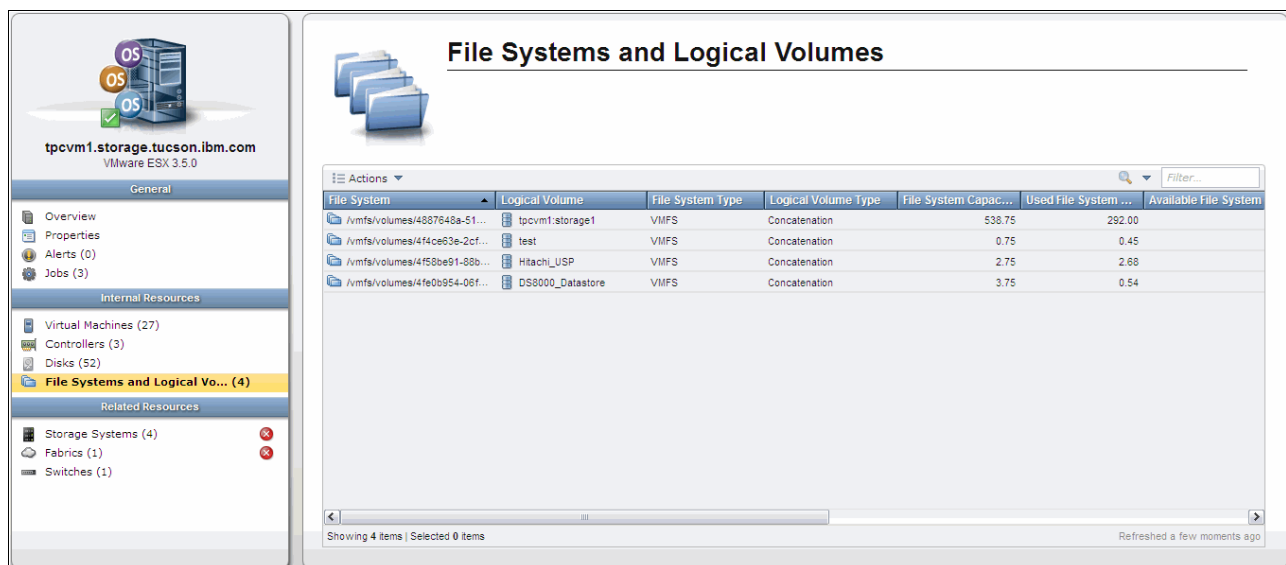 OS
OS
OS
tpcvm1.storage.tucson.ibm.com
VMware ESX 3.5.0
General
Overview
Properties
Alerts (0)
Jobs (3)
Internal Resources
Virtual Machines (27)
Controllers (3)
Disks (52)
File Systems and Logical Vo... (4)
Related Resources
Storage Systems (4)
Fabrics (1)
Switches (1)
File Systems and Logical Volumes
Actions Filter...
File System Logical Volume File System Type Logical Volume Type File System Capac... Used File System ... Available File System
/vmfs/volumes/4887648a-51... tpcvm1:storage1 VMFS Concatenation 538.75 292.00
/vmfs/volumes/4f4ce63e-2cf... test VMFS Concatenation 0.75 0.45
/vmfs/volumes/4f58be91-88b... Hitachi_USP VMFS Concatenation 2.75 2.68
/vmfs/volumes/4fe0b954-06f... DS8000_Datastore VMFS Concatenation 3.75 0.54
Showing 4 items | Selected 0 items Refreshed a few moments ago